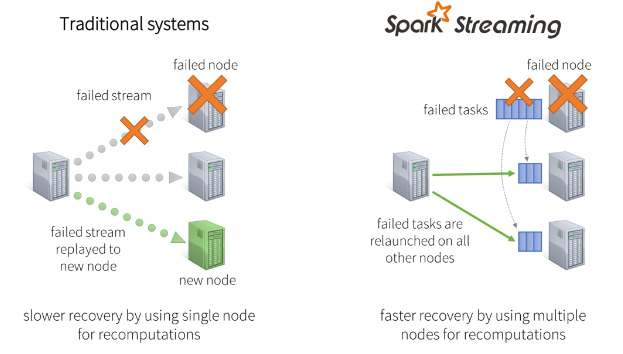 Traditional systems
failed node
failed stream
failed stream
replayed to
new node
new node
slower recovery by using single node
for recomputations
Spark Streaming
failed node
failed tasks
failed tasks are
relaunched on all
other nodes
faster recovery by using multiple
nodes for recomputations